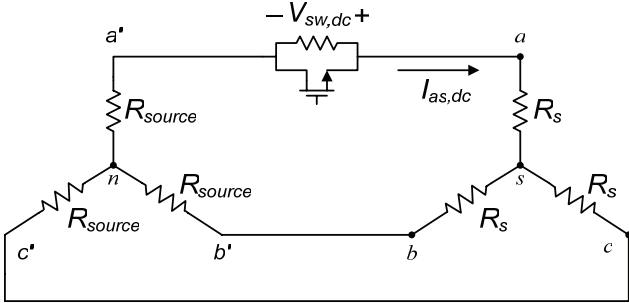 − V_sw,dc +
a'
a
I_as,dc
R_source
R_s
n
s
R_source
R_source
R_s
R_s
c'
b'
b
c